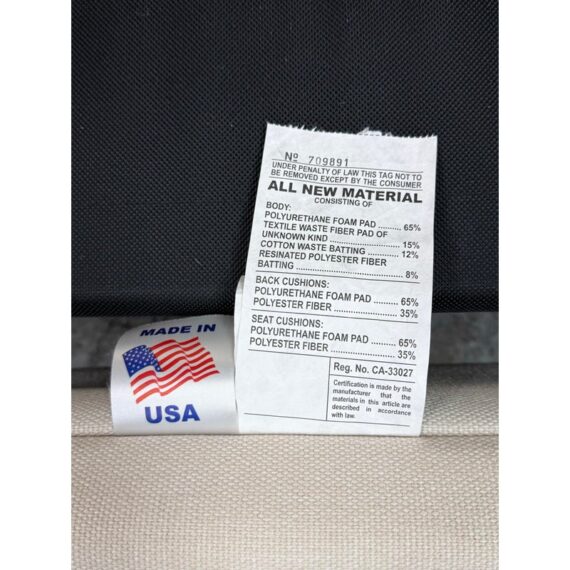 Nº 709891
UNDER PENALTY OF LAW THIS TAG NOT TO
BE REMOVED EXCEPT BY THE CONSUMER
ALL NEW MATERIAL
CONSISTING OF
BODY:
POLYURETHANE FOAM PAD ......... 65%
TEXTILE WASTE FIBER PAD OF
UNKNOWN KIND ........................ 15%
COTTON WASTE BATTING ............ 12%
RESINATED POLYESTER FIBER
BATTING ................................. 8%
BACK CUSHIONS:
POLYURETHANE FOAM PAD .......... 65%
POLYESTER FIBER ...................... 35%
SEAT CUSHIONS:
POLYURETHANE FOAM PAD .......... 65%
POLYESTER FIBER ...................... 35%
Reg. No. CA-33027
Certification is made by the
manufacturer that the
materials in this article are
described in accordance
with law.
MADE IN
USA